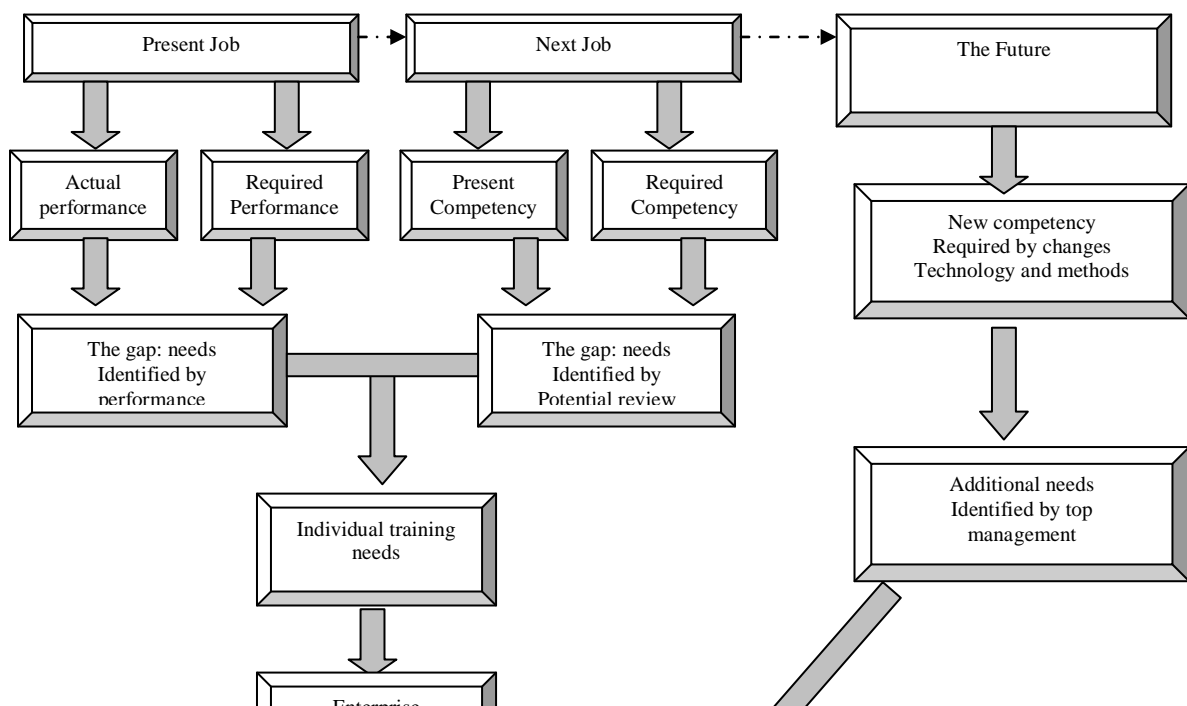 Present Job
Next Job
The Future
Actual
performance
Required
Performance
Present
Competency
Required
Competency
New competency
Required by changes
Technology and methods
The gap: needs
Identified by
performance
The gap: needs
Identified by
Potential review
Additional needs
Identified by top
management
Individual training
needs
Enterprise